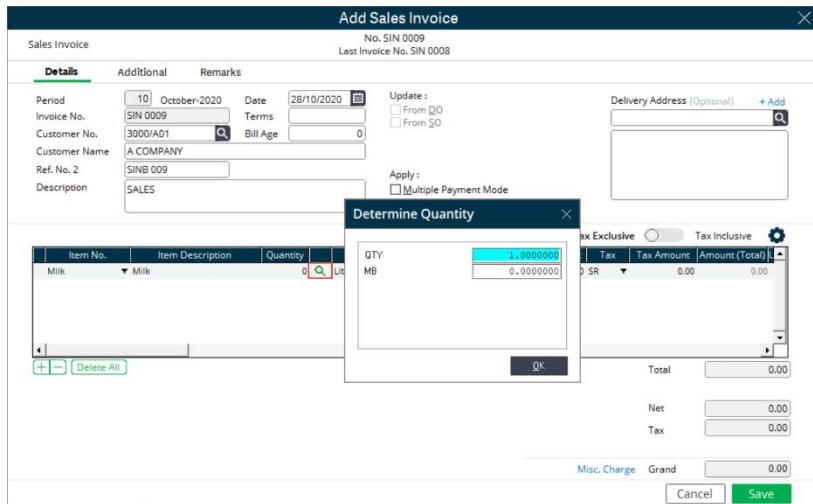 Add Sales Invoice
Sales Invoice
No. SIN 0009
Last Invoice No. SIN 0008
Details Additional Remarks
Period 10 October-2020 Date 28/10/2020 Update : Delivery Address (Optional) + Add
Invoice No. SIN 0009 Terms From DO
Customer No. 3000/A01 Bill Age 0 From SO
Customer Name A COMPANY
Ref. No. 2 SINB 009 Apply :
Description SALES Multiple Payment Mode
Determine Quantity
QTY 1.0000000
MB 0.0000000
OK
ax Exclusive Tax Inclusive
Item No. Item Description Quantity Tax Tax Amount Amount (Total)
Milk Milk 0 Lit 0 SR 0.00 0.00
+ - Delete All
Total 0.00
Net 0.00
Tax 0.00
Misc. Charge Grand 0.00
Cancel Save